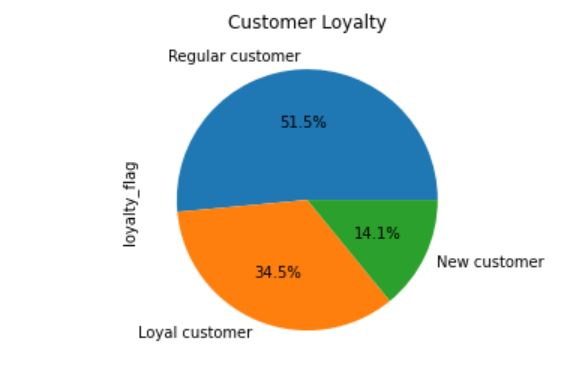 Customer Loyalty
Regular customer
51.5%
loyalty_flag
14.1%
New customer
34.5%
Loyal customer